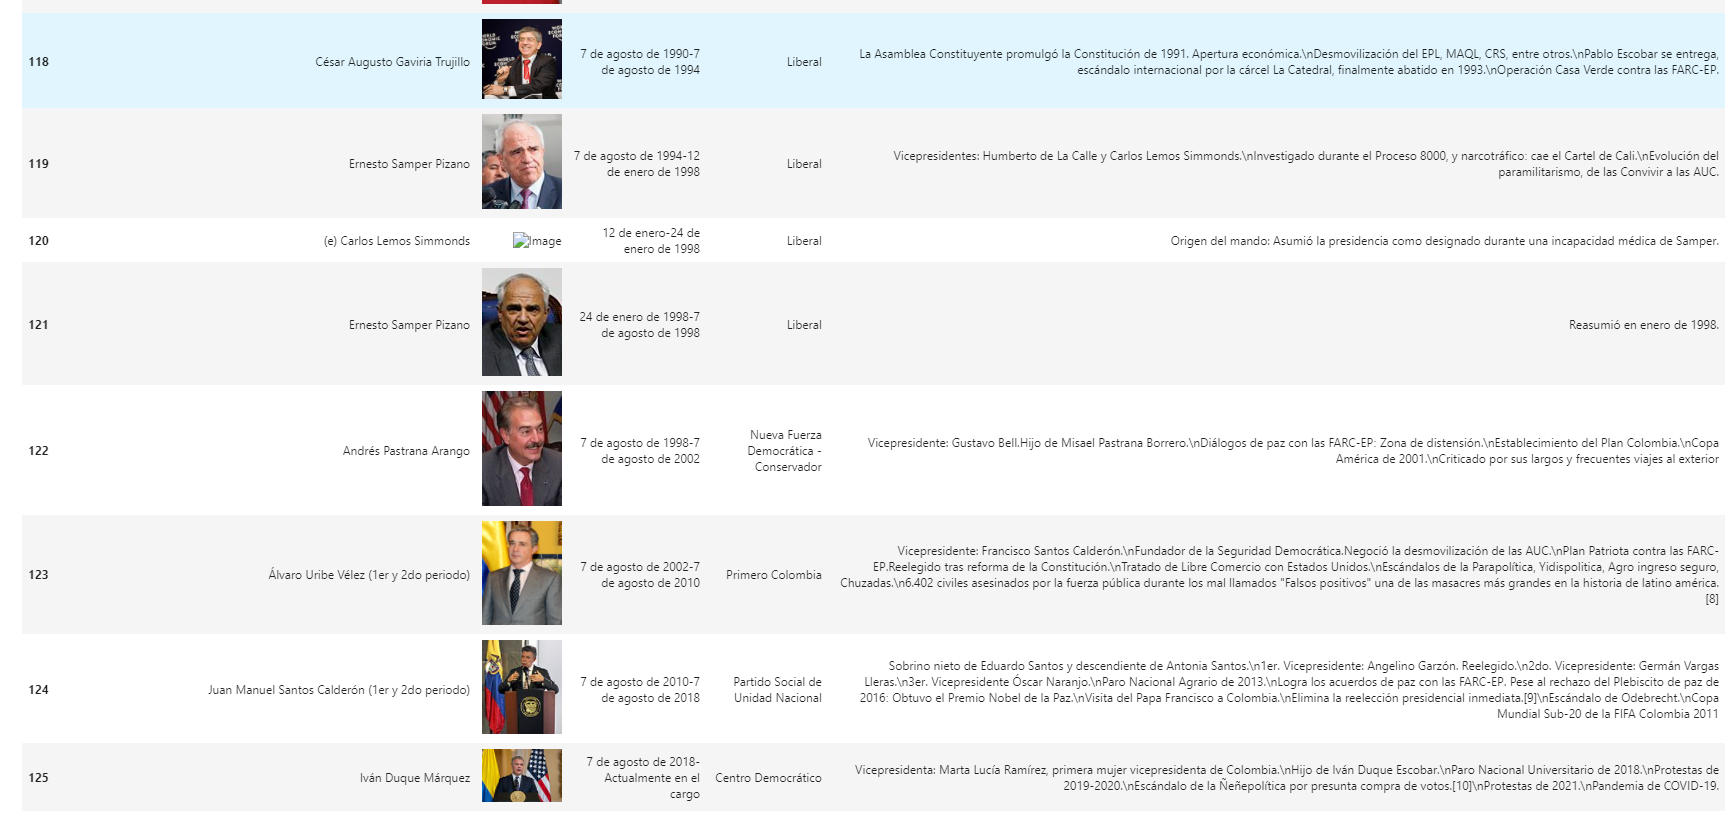 118
César Augusto Gaviria Trujillo
WORLD
ECONOMIC
FORUM
7 de agosto de 1990-7
de agosto de 1994
Liberal
La Asamblea Constituyente promulgó la Constitución de 1991. Apertura económica.\nDesmovilización del EPL, MAQL, CRS, entre otros.\nPablo Escobar se entrega,
escándalo internacional por la cárcel La Catedral, finalmente abatido en 1993.\nOperación Casa Verde contra las FARC-EP.
119
Ernesto Samper Pizano
7 de agosto de 1994-12
de enero de 1998
Liberal
Vicepresidentes: Humberto de La Calle y Carlos Lemos Simmonds.\nInvestigado durante el Proceso 8000, y narcotráfico: cae el Cartel de Cali.\nEvolución del
paramilitarismo, de las Convivir a las AUC.
120
(e) Carlos Lemos Simmonds
Image
12 de enero-24 de
enero de 1998
Liberal
Origen del mando: Asumió la presidencia como designado durante una incapacidad médica de Samper.
121
Ernesto Samper Pizano
24 de enero de 1998-7
de agosto de 1998
Liberal
Reasumió en enero de 1998.
122
Andrés Pastrana Arango
7 de agosto de 1998-7
de agosto de 2002
Nueva Fuerza
Democrática -
Conservador
Vicepresidente: Gustavo Bell.Hijo de Misael Pastrana Borrero.\nDiálogos de paz con las FARC-EP: Zona de distensión.\nEstablecimiento del Plan Colombia.\nCopa
América de 2001.\nCriticado por sus largos y frecuentes viajes al exterior
123
Álvaro Uribe Vélez (1er y 2do periodo)
7 de agosto de 2002-7
de agosto de 2010
Primero Colombia
Vicepresidente: Francisco Santos Calderón.\nFundador de la Seguridad Democrática.Negoció la desmovilización de las AUC.\nPlan Patriota contra las FARC-
EP.Reelegido tras reforma de la Constitución.\nTratado de Libre Comercio con Estados Unidos.\nEscándalos de la Parapolítica, Yidispolitica, Agro ingreso seguro,
Chuzadas.\n6.402 civiles asesinados por la fuerza pública durante los mal llamados "Falsos positivos" una de las masacres más grandes en la historia de latino américa.
[8]
124
Juan Manuel Santos Calderón (1er y 2do periodo)
7 de agosto de 2010-7
de agosto de 2018
Partido Social de
Unidad Nacional
Sobrino nieto de Eduardo Santos y descendiente de Antonia Santos.\n1er. Vicepresidente: Angelino Garzón. Reelegido.\n2do. Vicepresidente: Germán Vargas
Lleras.\n3er. Vicepresidente Óscar Naranjo.\nParo Nacional Agrario de 2013.\nLogra los acuerdos de paz con las FARC-EP. Pese al rechazo del Plebiscito de paz de
2016: Obtuvo el Premio Nobel de la Paz.\nVisita del Papa Francisco a Colombia.\nElimina la reelección presidencial inmediata.[9]\nEscándalo de Odebrecht.\nCopa
Mundial Sub-20 de la FIFA Colombia 2011
125
Iván Duque Márquez
7 de agosto de 2018-
Actualmente en el
cargo
Centro Democrático
Vicepresidenta: Marta Lucía Ramírez, primera mujer vicepresidenta de Colombia.\nHijo de Iván Duque Escobar.\nParo Nacional Universitario de 2018.\nProtestas de
2019-2020.\nEscándalo de la Ñeñepolítica por presunta compra de votos.[10]\nProtestas de 2021.\nPandemia de COVID-19.